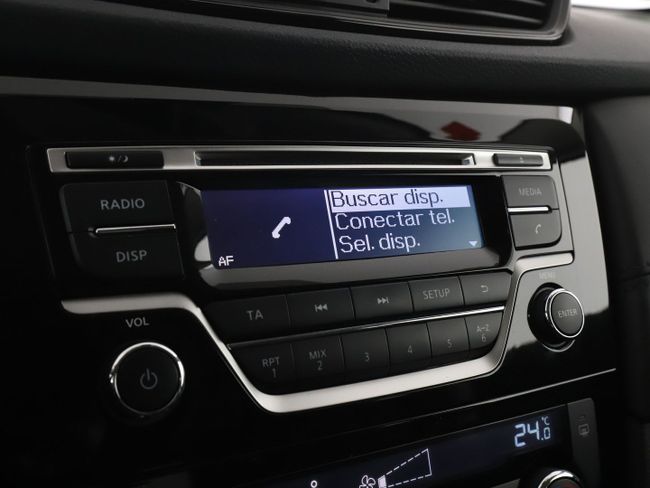 RADIO
DISP
Buscar disp.
Conectar tel.
Sel. disp.
AF
MEDIA
MENU
ENTER
VOL
TA
SETUP
RPT 1
MIX 2
3
4
5
A-Z 6
24.0 °C